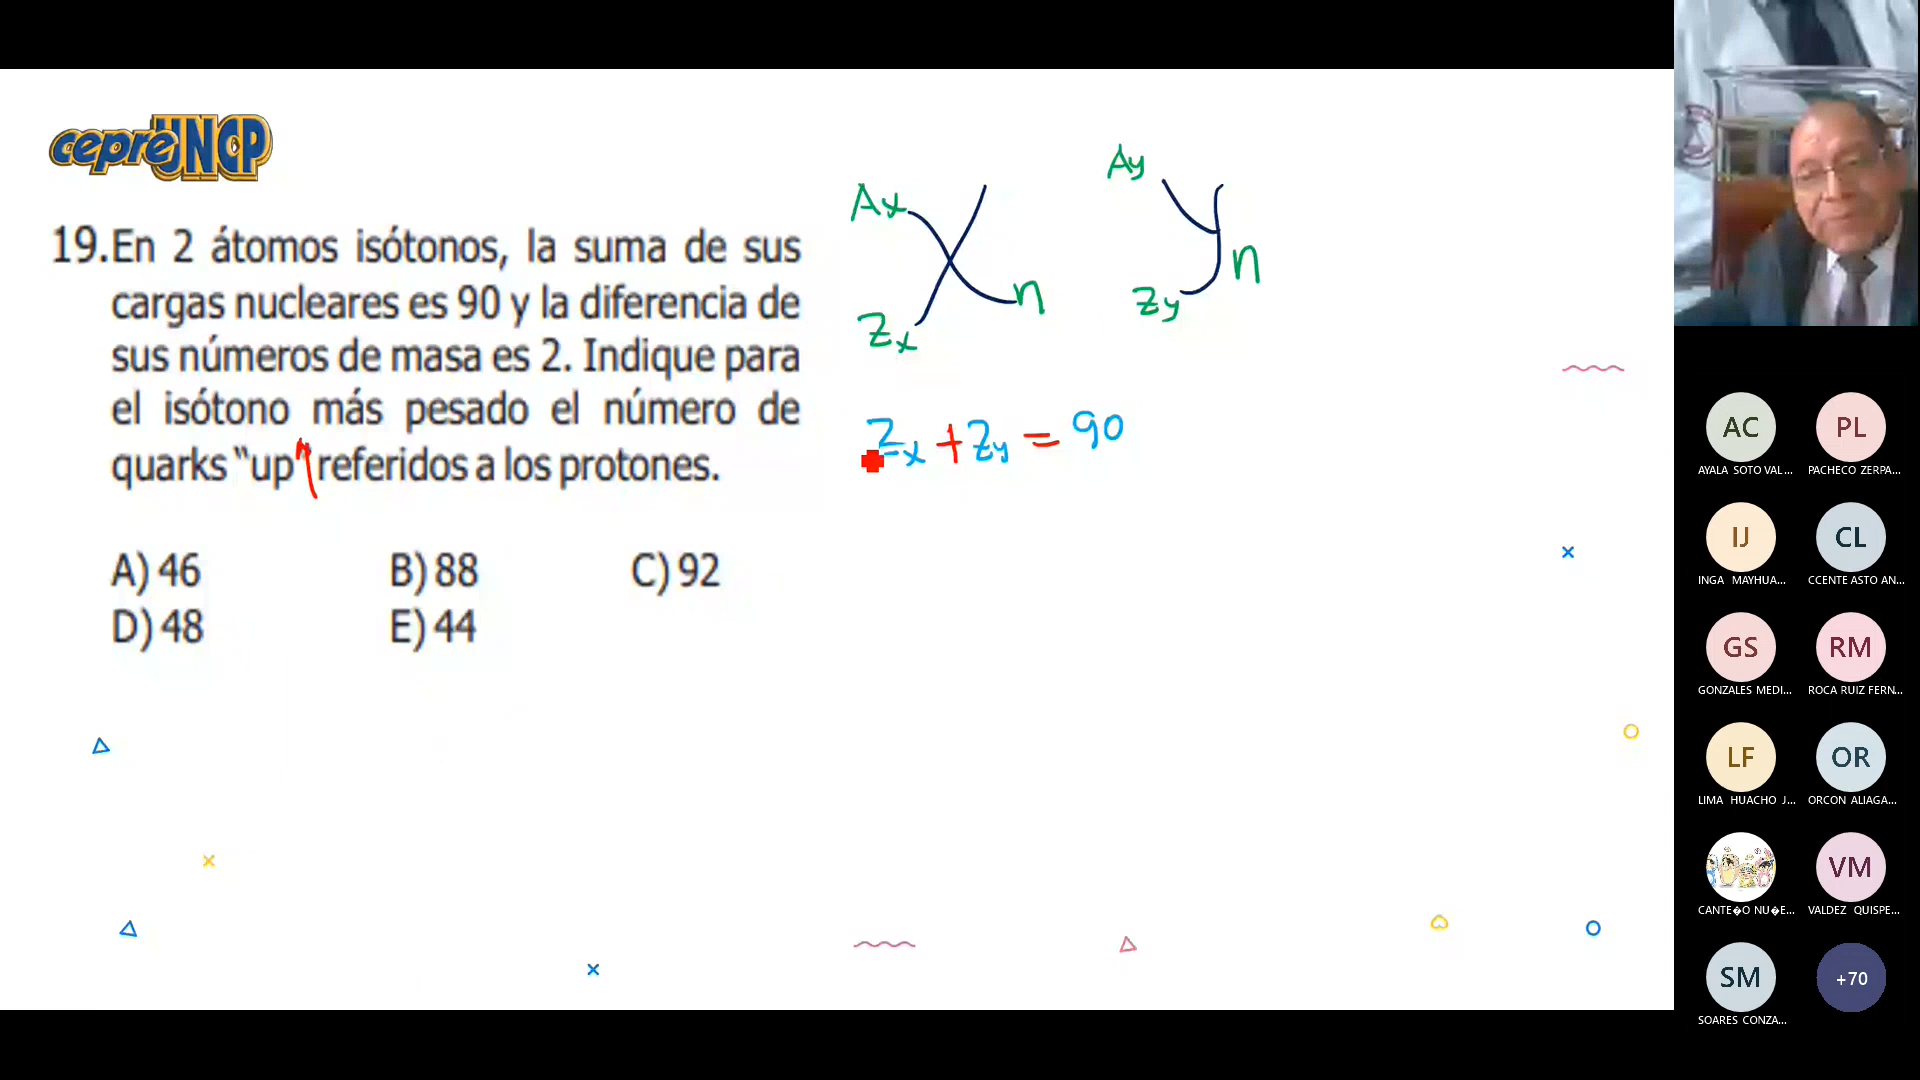 cepreUNCP
19. En 2 átomos isótonos, la suma de sus
cargas nucleares es 90 y la diferencia de
sus números de masa es 2. Indique para
el isótono más pesado el número de
quarks "up" referidos a los protones.
A) 46 B) 88 C) 92
D) 48 E) 44
Ax
Zx
n
Ay
Zy
n
Zx + Zy = 90
AC PL
AYALA SOTO VAL... PACHECO ZERPA...
IJ CL
INGA MAYHUA... CCENTE ASTO AN...
GS RM
GONZALES MEDI... ROCA RUIZ FERN...
LF OR
LIMA HUACHO J... ORCON ALIAGA...
VM
CANTE�O NU�E... VALDEZ QUISPE...
SM +70
SOARES CONZA...